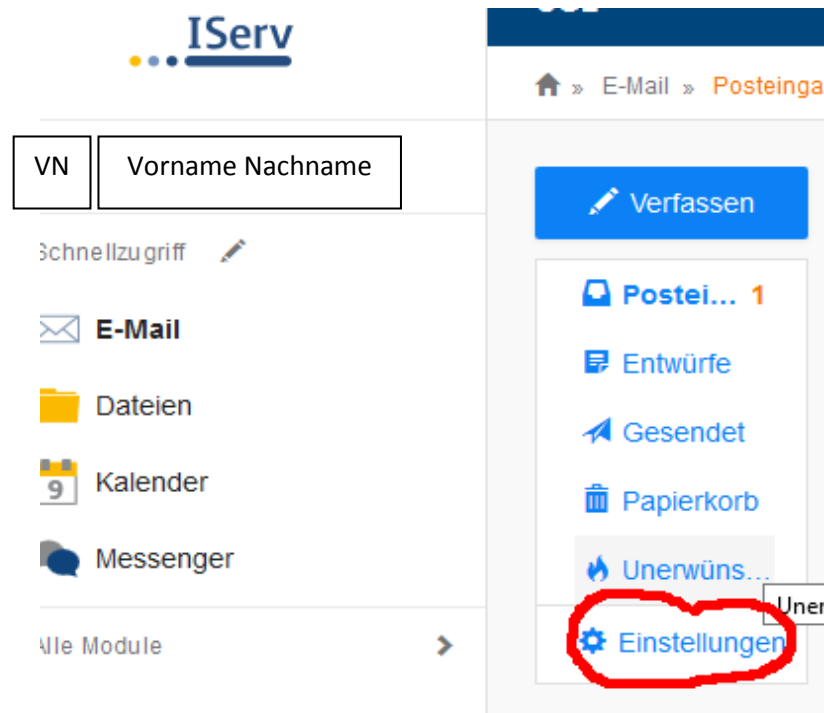 IServ
E-Mail » Posteinga
VN
Vorname Nachname
Verfassen
Schnellzugriff
Postei... 1
E-Mail
Entwürfe
Dateien
Gesendet
9
Kalender
Papierkorb
Messenger
Unerwüns...
Uner
Alle Module
Einstellungen